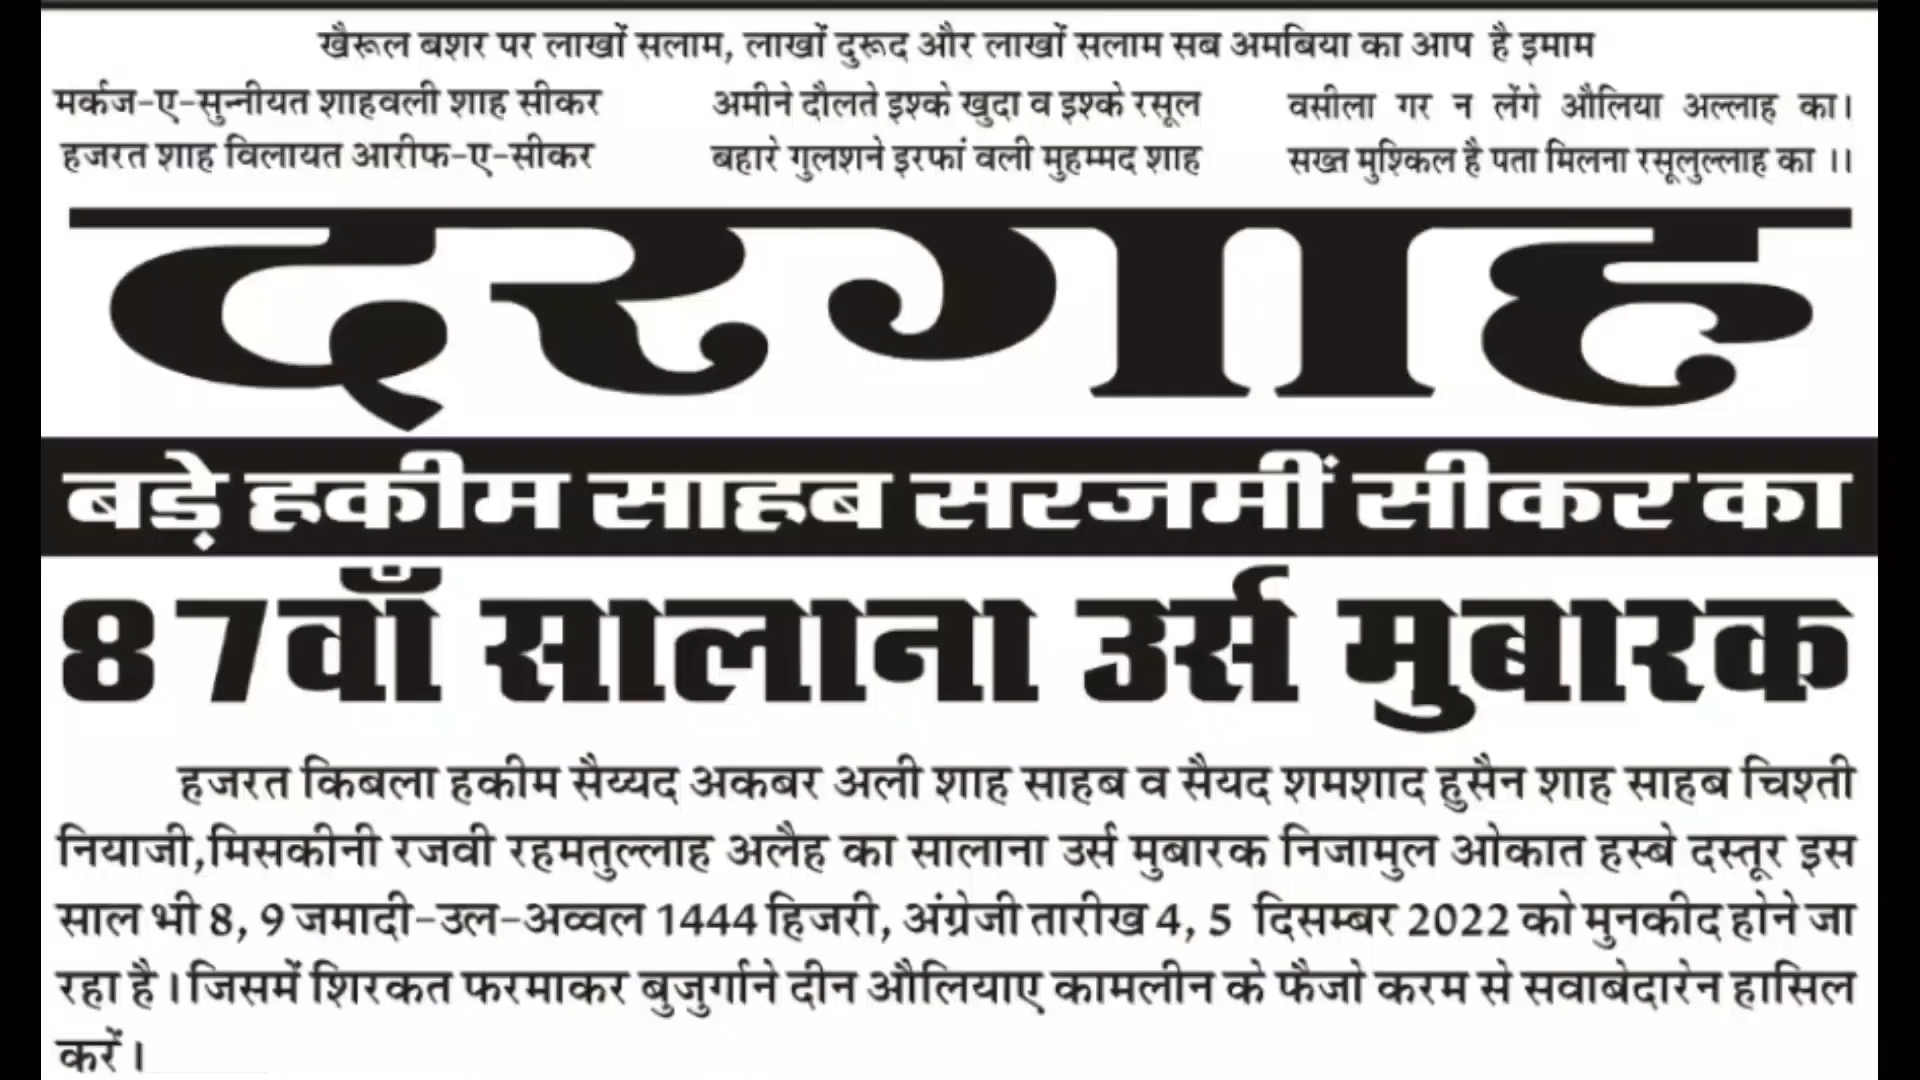 खैरूल बशर पर लाखों सलाम, लाखों दुरूद और लाखों सलाम सब अमबिया का आप है इमाम
मर्कज-ए-सुन्नीयत शाहवली शाह सीकर
हजरत शाह विलायत आरीफ-ए-सीकर
अमीने दौलते इश्के खुदा व इश्के रसूल
बहारे गुलशने इरफां वली मुहम्मद शाह
वसीला गर न लेंगे औलिया अल्लाह का।
सख्त मुश्किल है पता मिलना रसूलुल्लाह का ।।
दरगाह
बड़े हकीम साहब सरजमीं सीकर का
87वाँ सालाना उर्स मुबारक
हजरत किबला हकीम सैय्यद अकबर अली शाह साहब व सैयद शमशाद हुसैन शाह साहब चिश्ती
नियाजी,मिसकीनी रजवी रहमतुल्लाह अलैह का सालाना उर्स मुबारक निजामुल ओकात हस्बे दस्तूर इस
साल भी 8, 9 जमादी-उल-अव्वल 1444 हिजरी, अंग्रेजी तारीख 4, 5 दिसम्बर 2022 को मुनकीद होने जा
रहा है। जिसमें शिरकत फरमाकर बुजुर्गाने दीन औलियाए कामलीन के फैजो करम से सवाबेदारेन हासिल
करें।